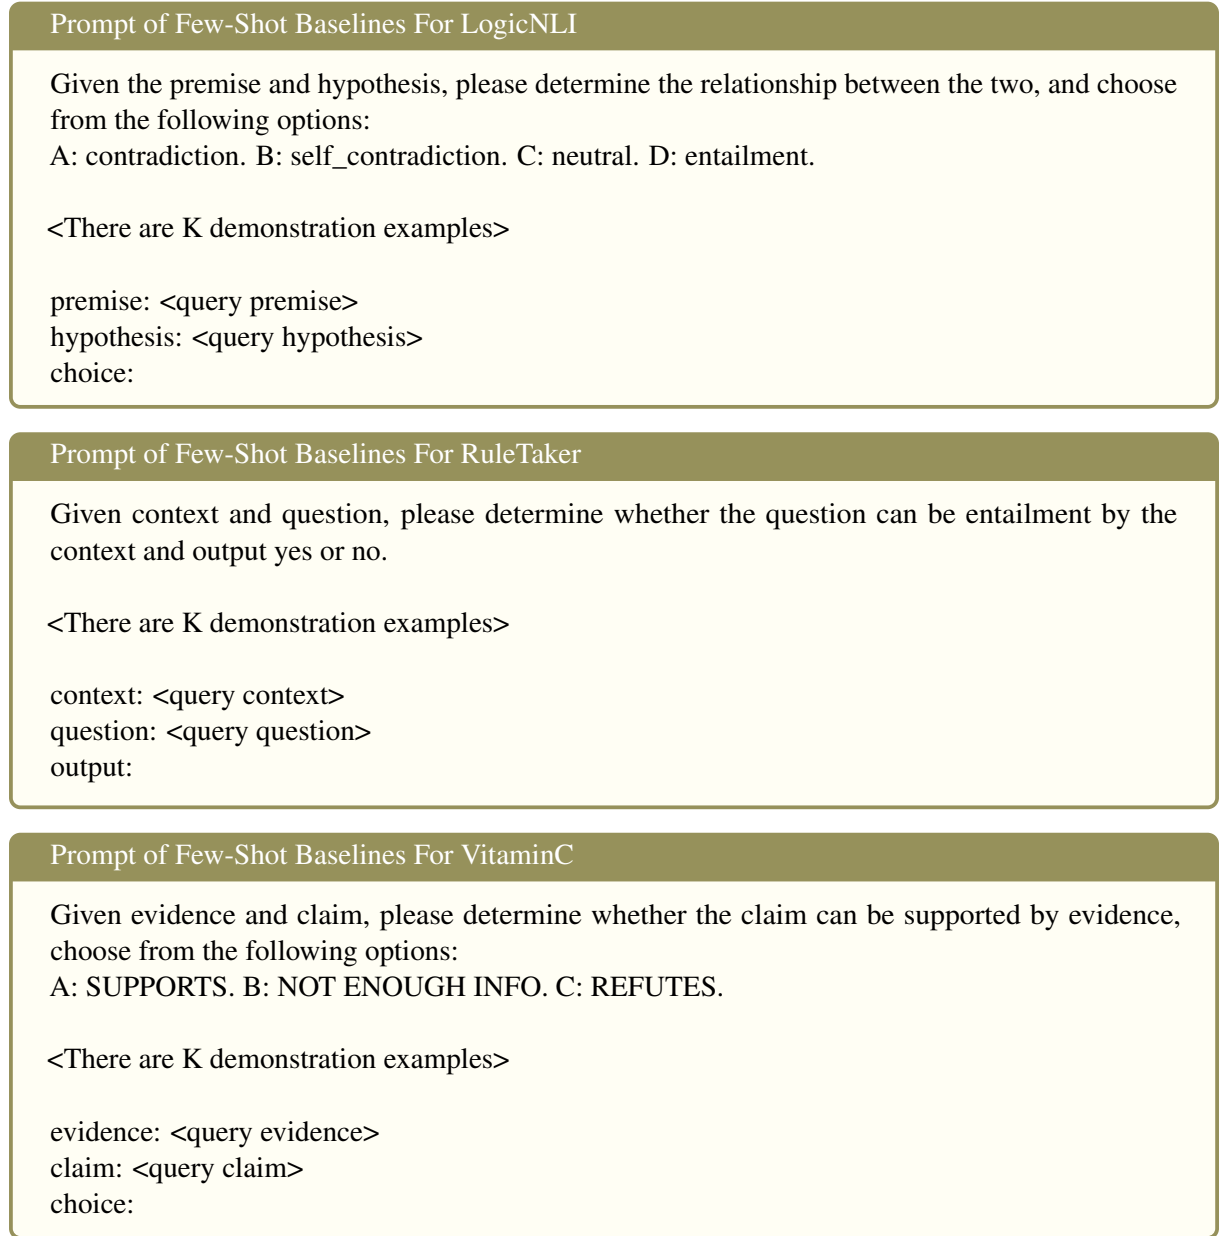 Prompt of Few-Shot Baselines For LogicNLI
Given the premise and hypothesis, please determine the relationship between the two, and choose
from the following options:
A: contradiction. B: self_contradiction. C: neutral. D: entailment.
<There are K demonstration examples>
premise: <query premise>
hypothesis: <query hypothesis>
choice:
Prompt of Few-Shot Baselines For RuleTaker
Given context and question, please determine whether the question can be entailment by the
context and output yes or no.
<There are K demonstration examples>
context: <query context>
question: <query question>
output:
Prompt of Few-Shot Baselines For VitaminC
Given evidence and claim, please determine whether the claim can be supported by evidence,
choose from the following options:
A: SUPPORTS. B: NOT ENOUGH INFO. C: REFUTES.
<There are K demonstration examples>
evidence: <query evidence>
claim: <query claim>
choice: